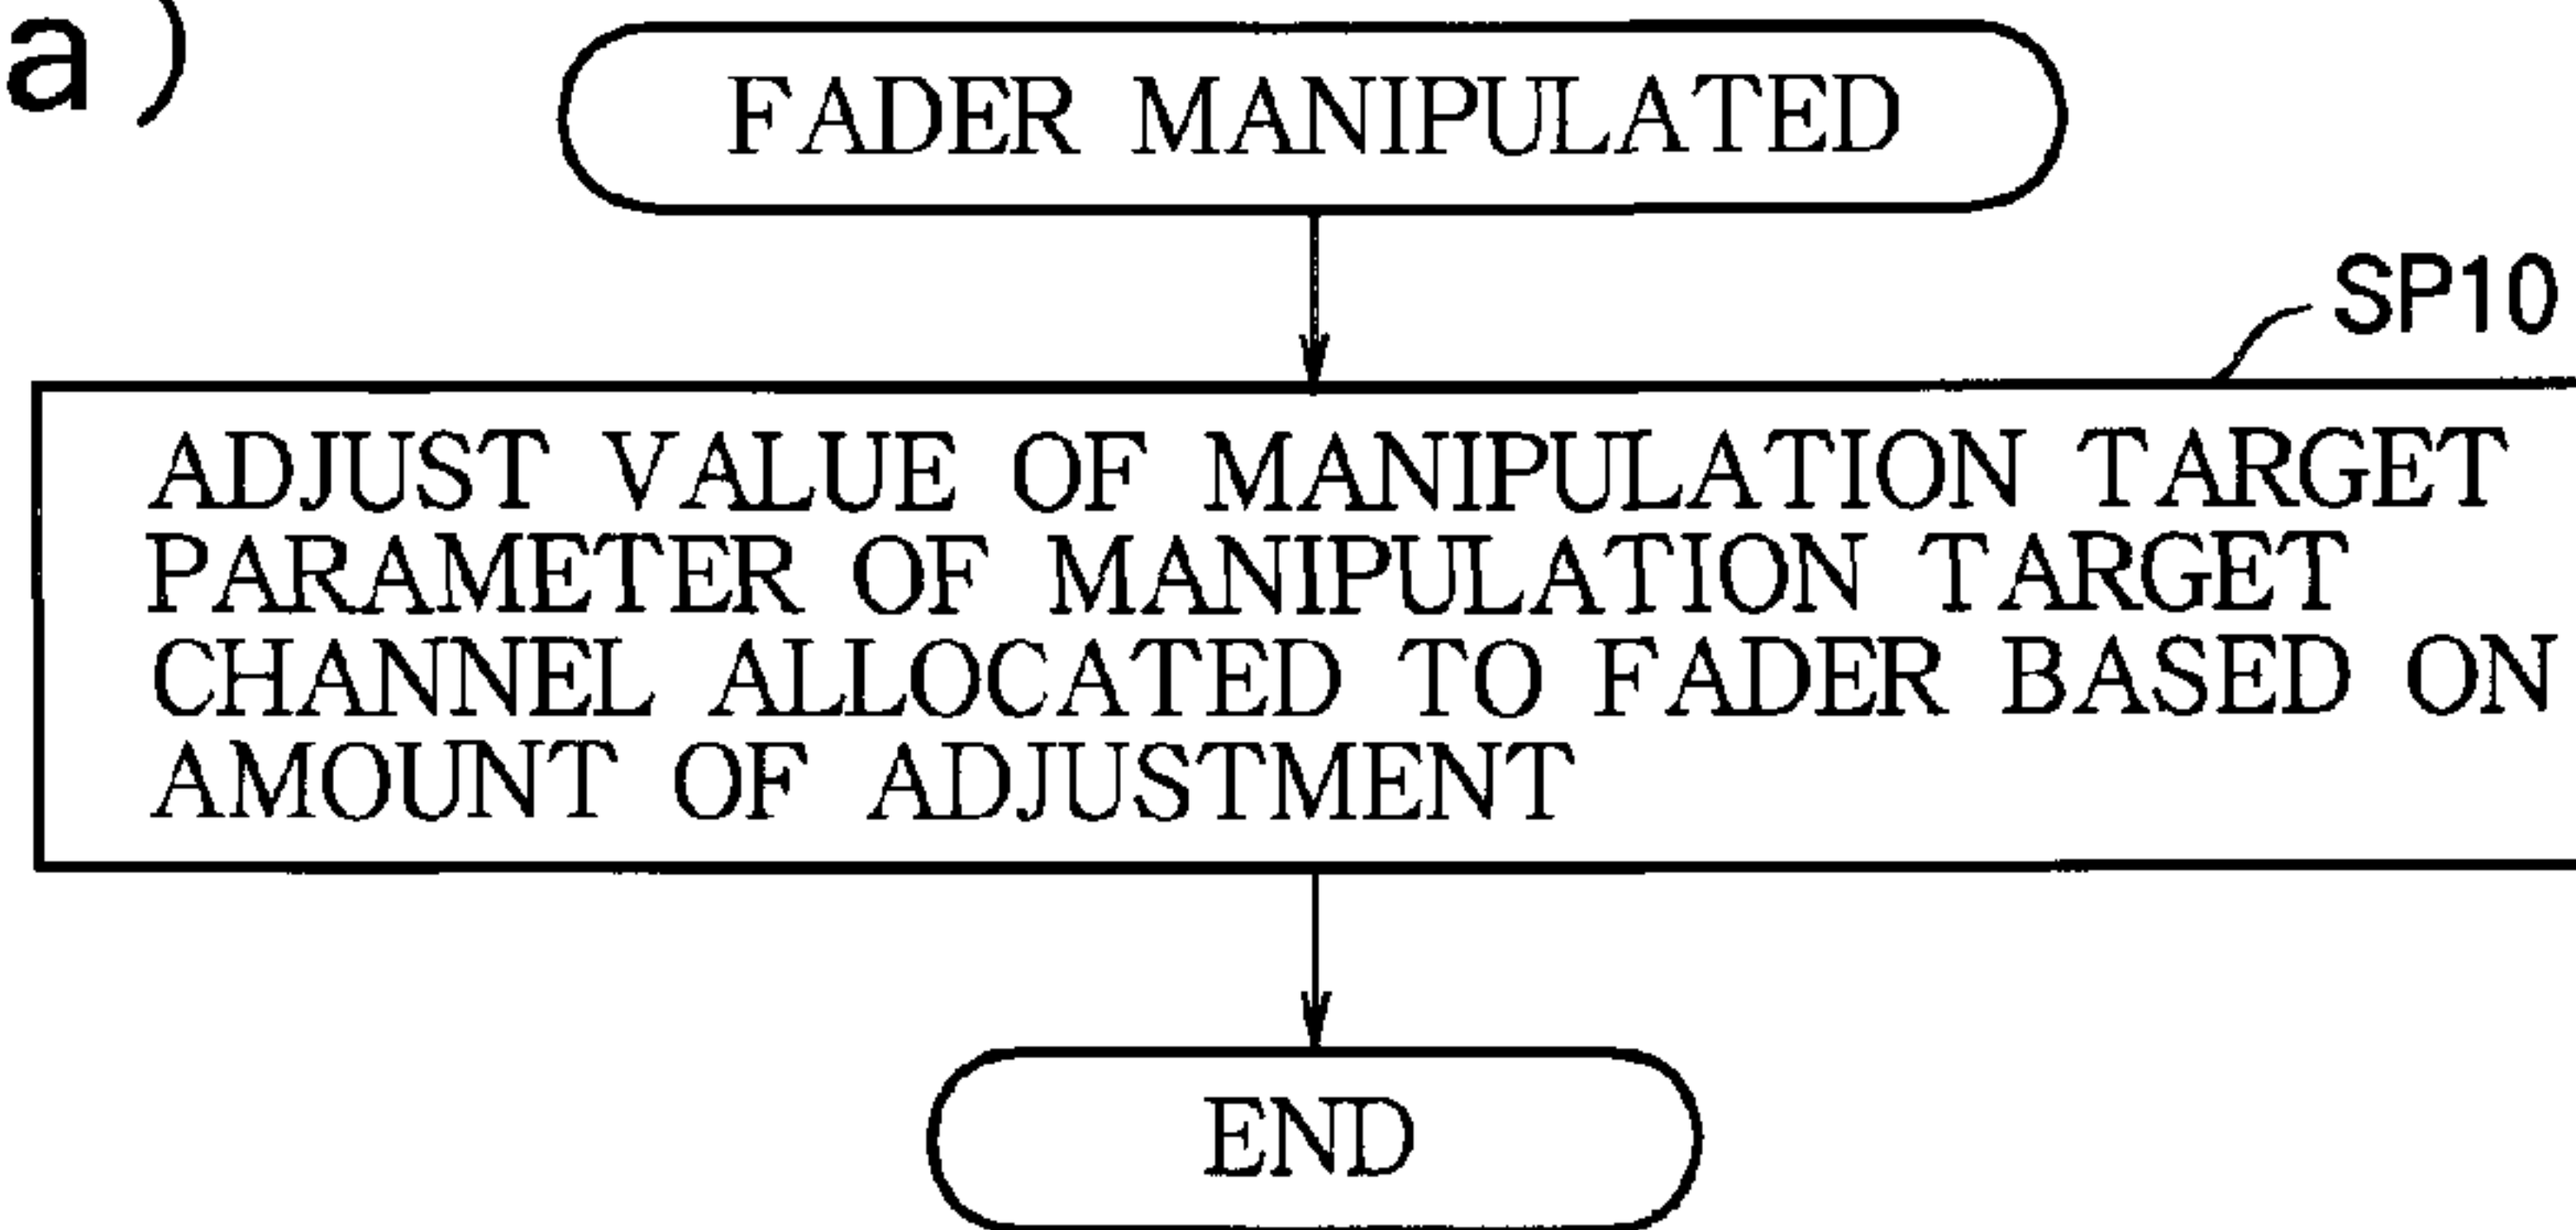 a)
FADER MANIPULATED
SP10
ADJUST VALUE OF MANIPULATION TARGET
PARAMETER OF MANIPULATION TARGET
CHANNEL ALLOCATED TO FADER BASED ON
AMOUNT OF ADJUSTMENT
END